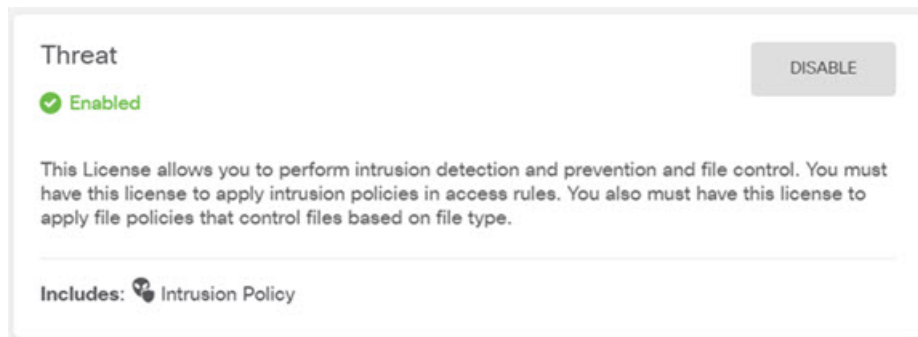 Threat
DISABLE
Enabled
This License allows you to perform intrusion detection and prevention and file control. You must
have this license to apply intrusion policies in access rules. You also must have this license to
apply file policies that control files based on file type.
Includes: Intrusion Policy